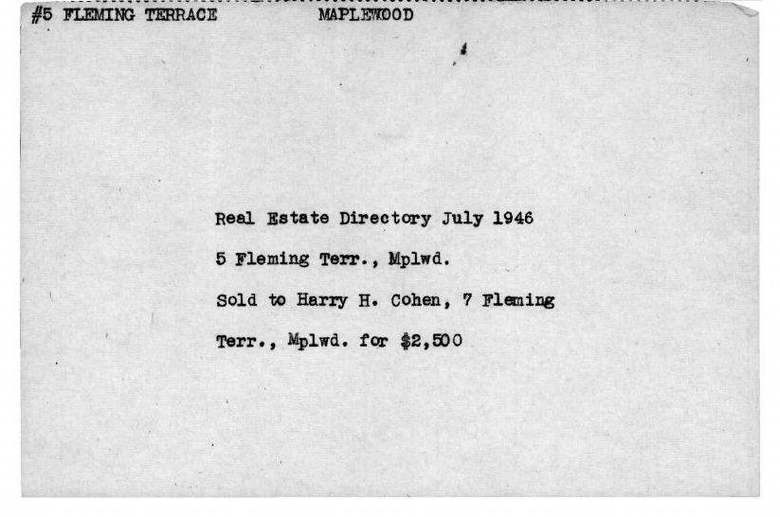 #5 FLEMING TERRACE MAPLEWOOD
Real Estate Directory July 1946
5 Fleming Terr., Mplwd.
Sold to Harry H. Cohen, 7 Fleming
Terr., Mplwd. for $2,500